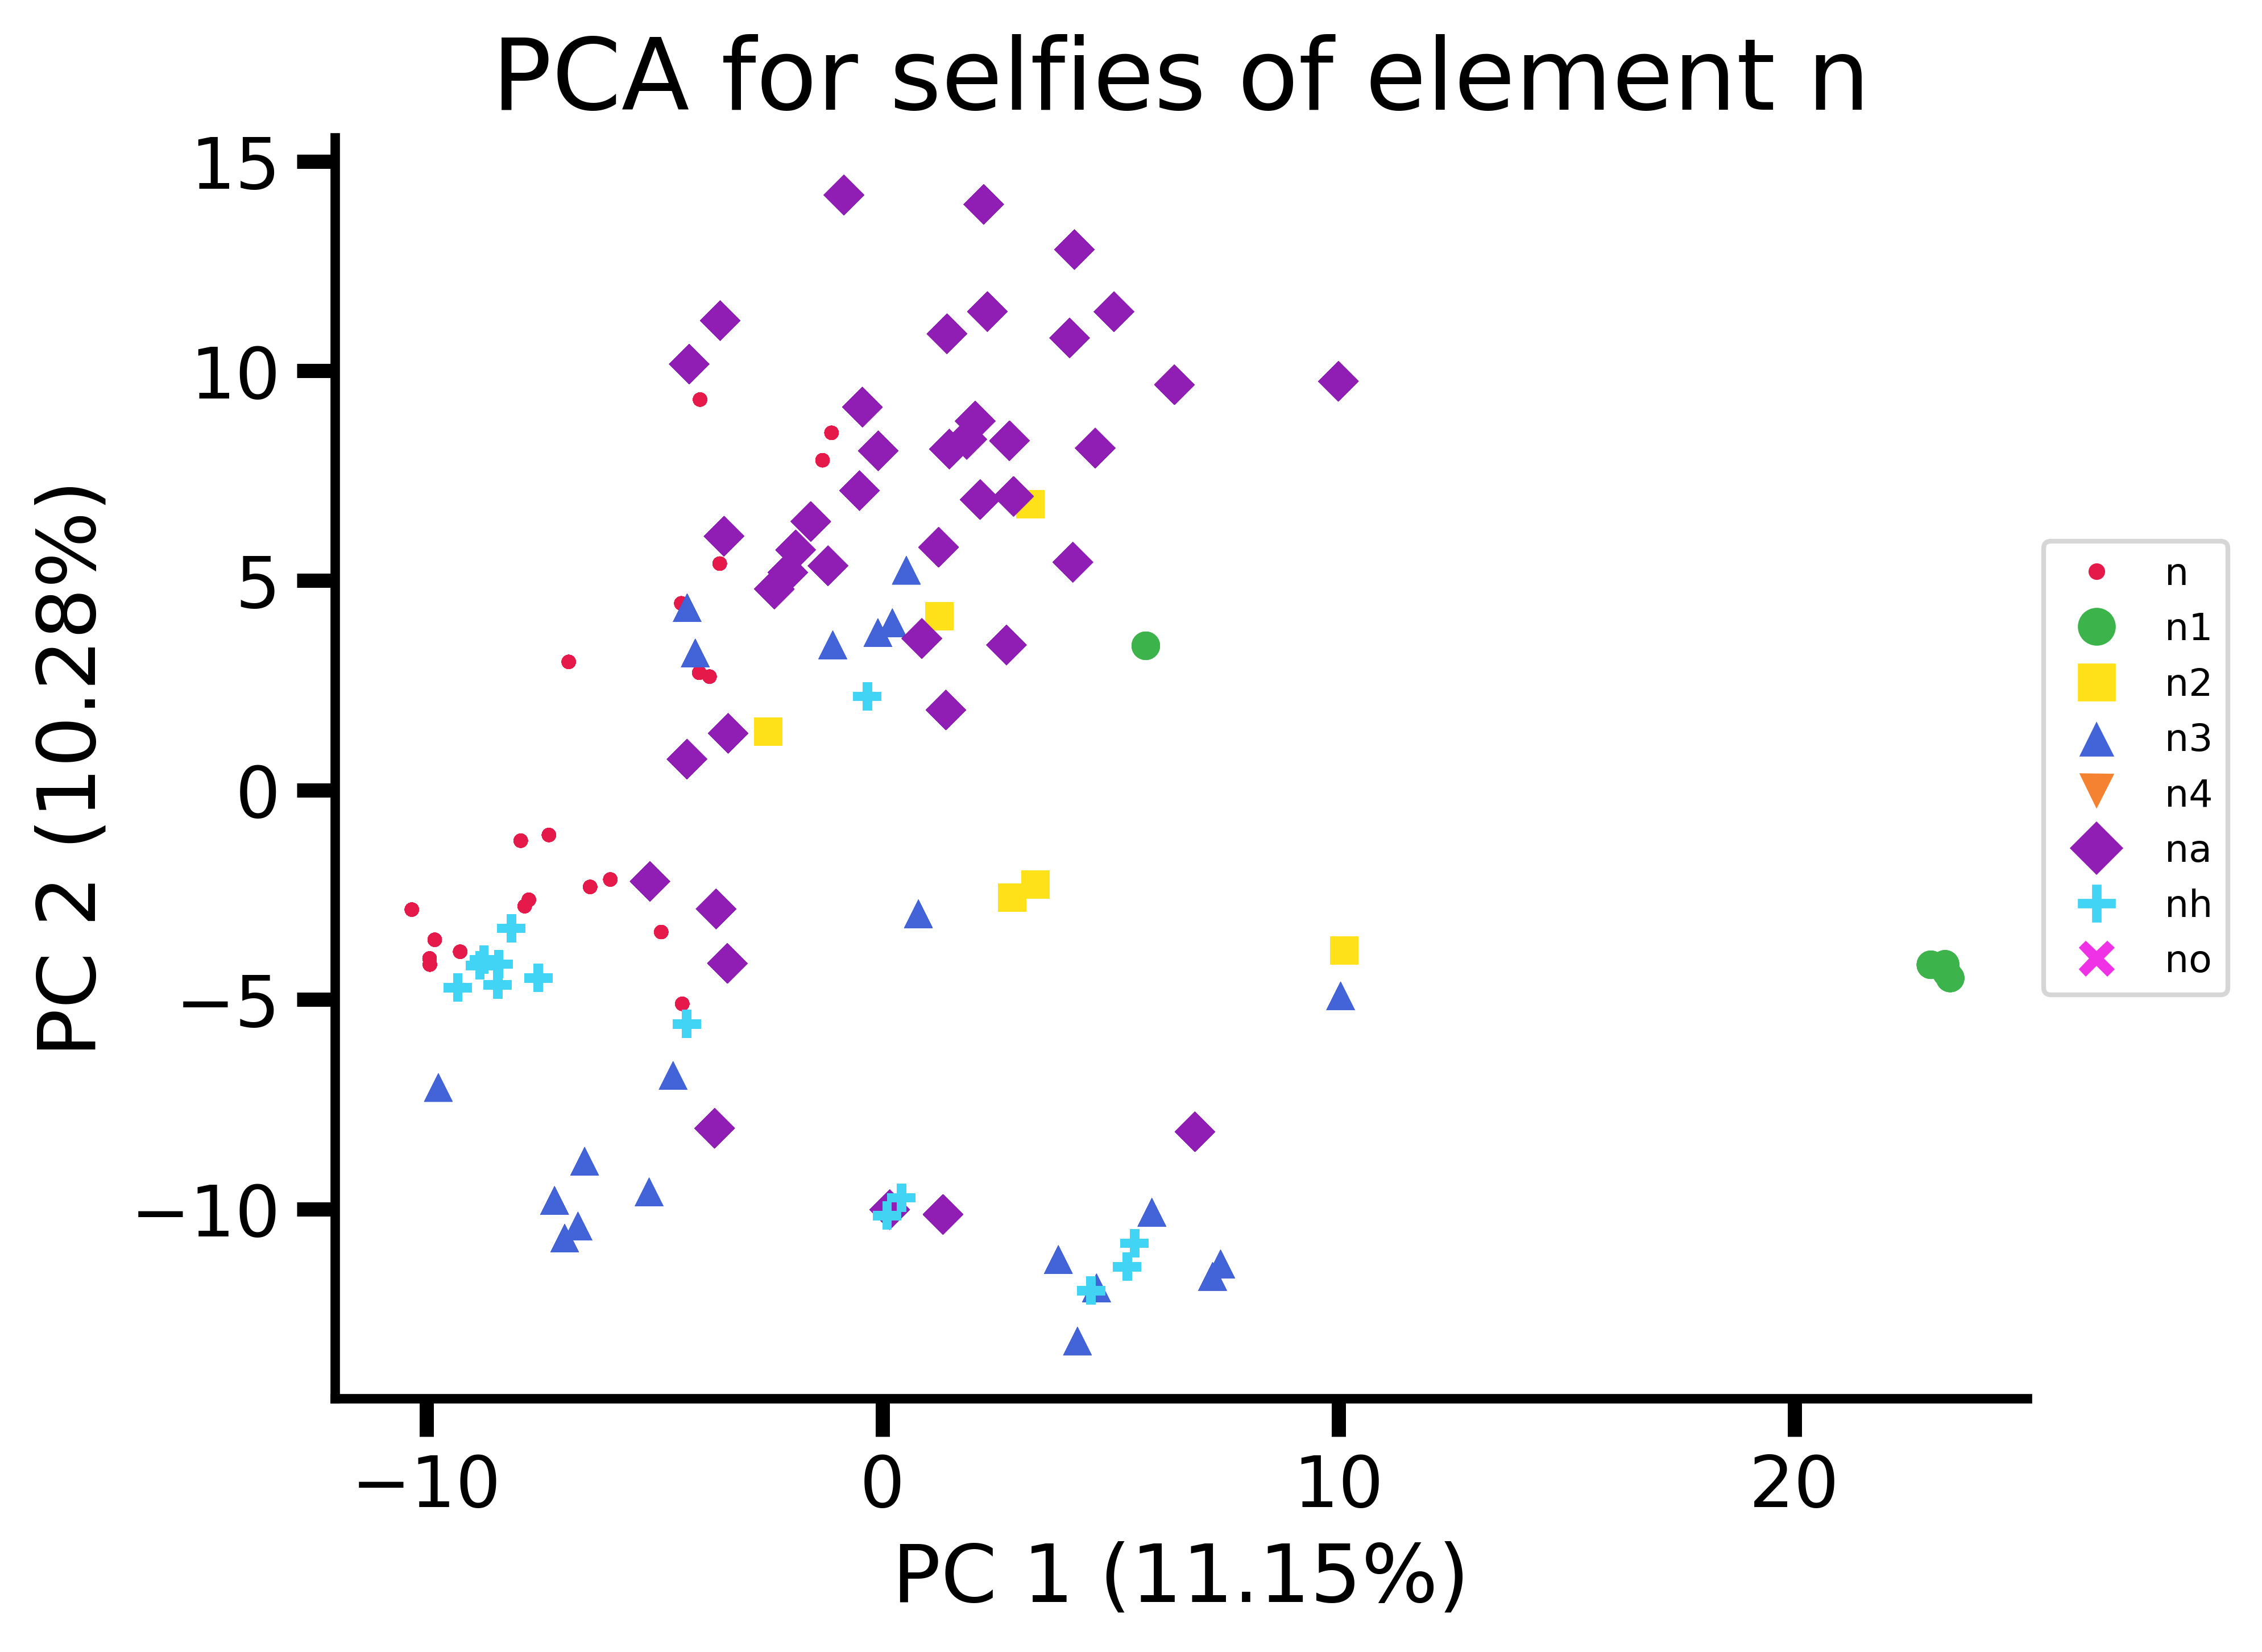 PCA for selfies of element n
15
10
5
0
−5
−10
PC 2 (10.28%)
−10
0
10
20
PC 1 (11.15%)
n
n1
n2
n3
n4
na
nh
no